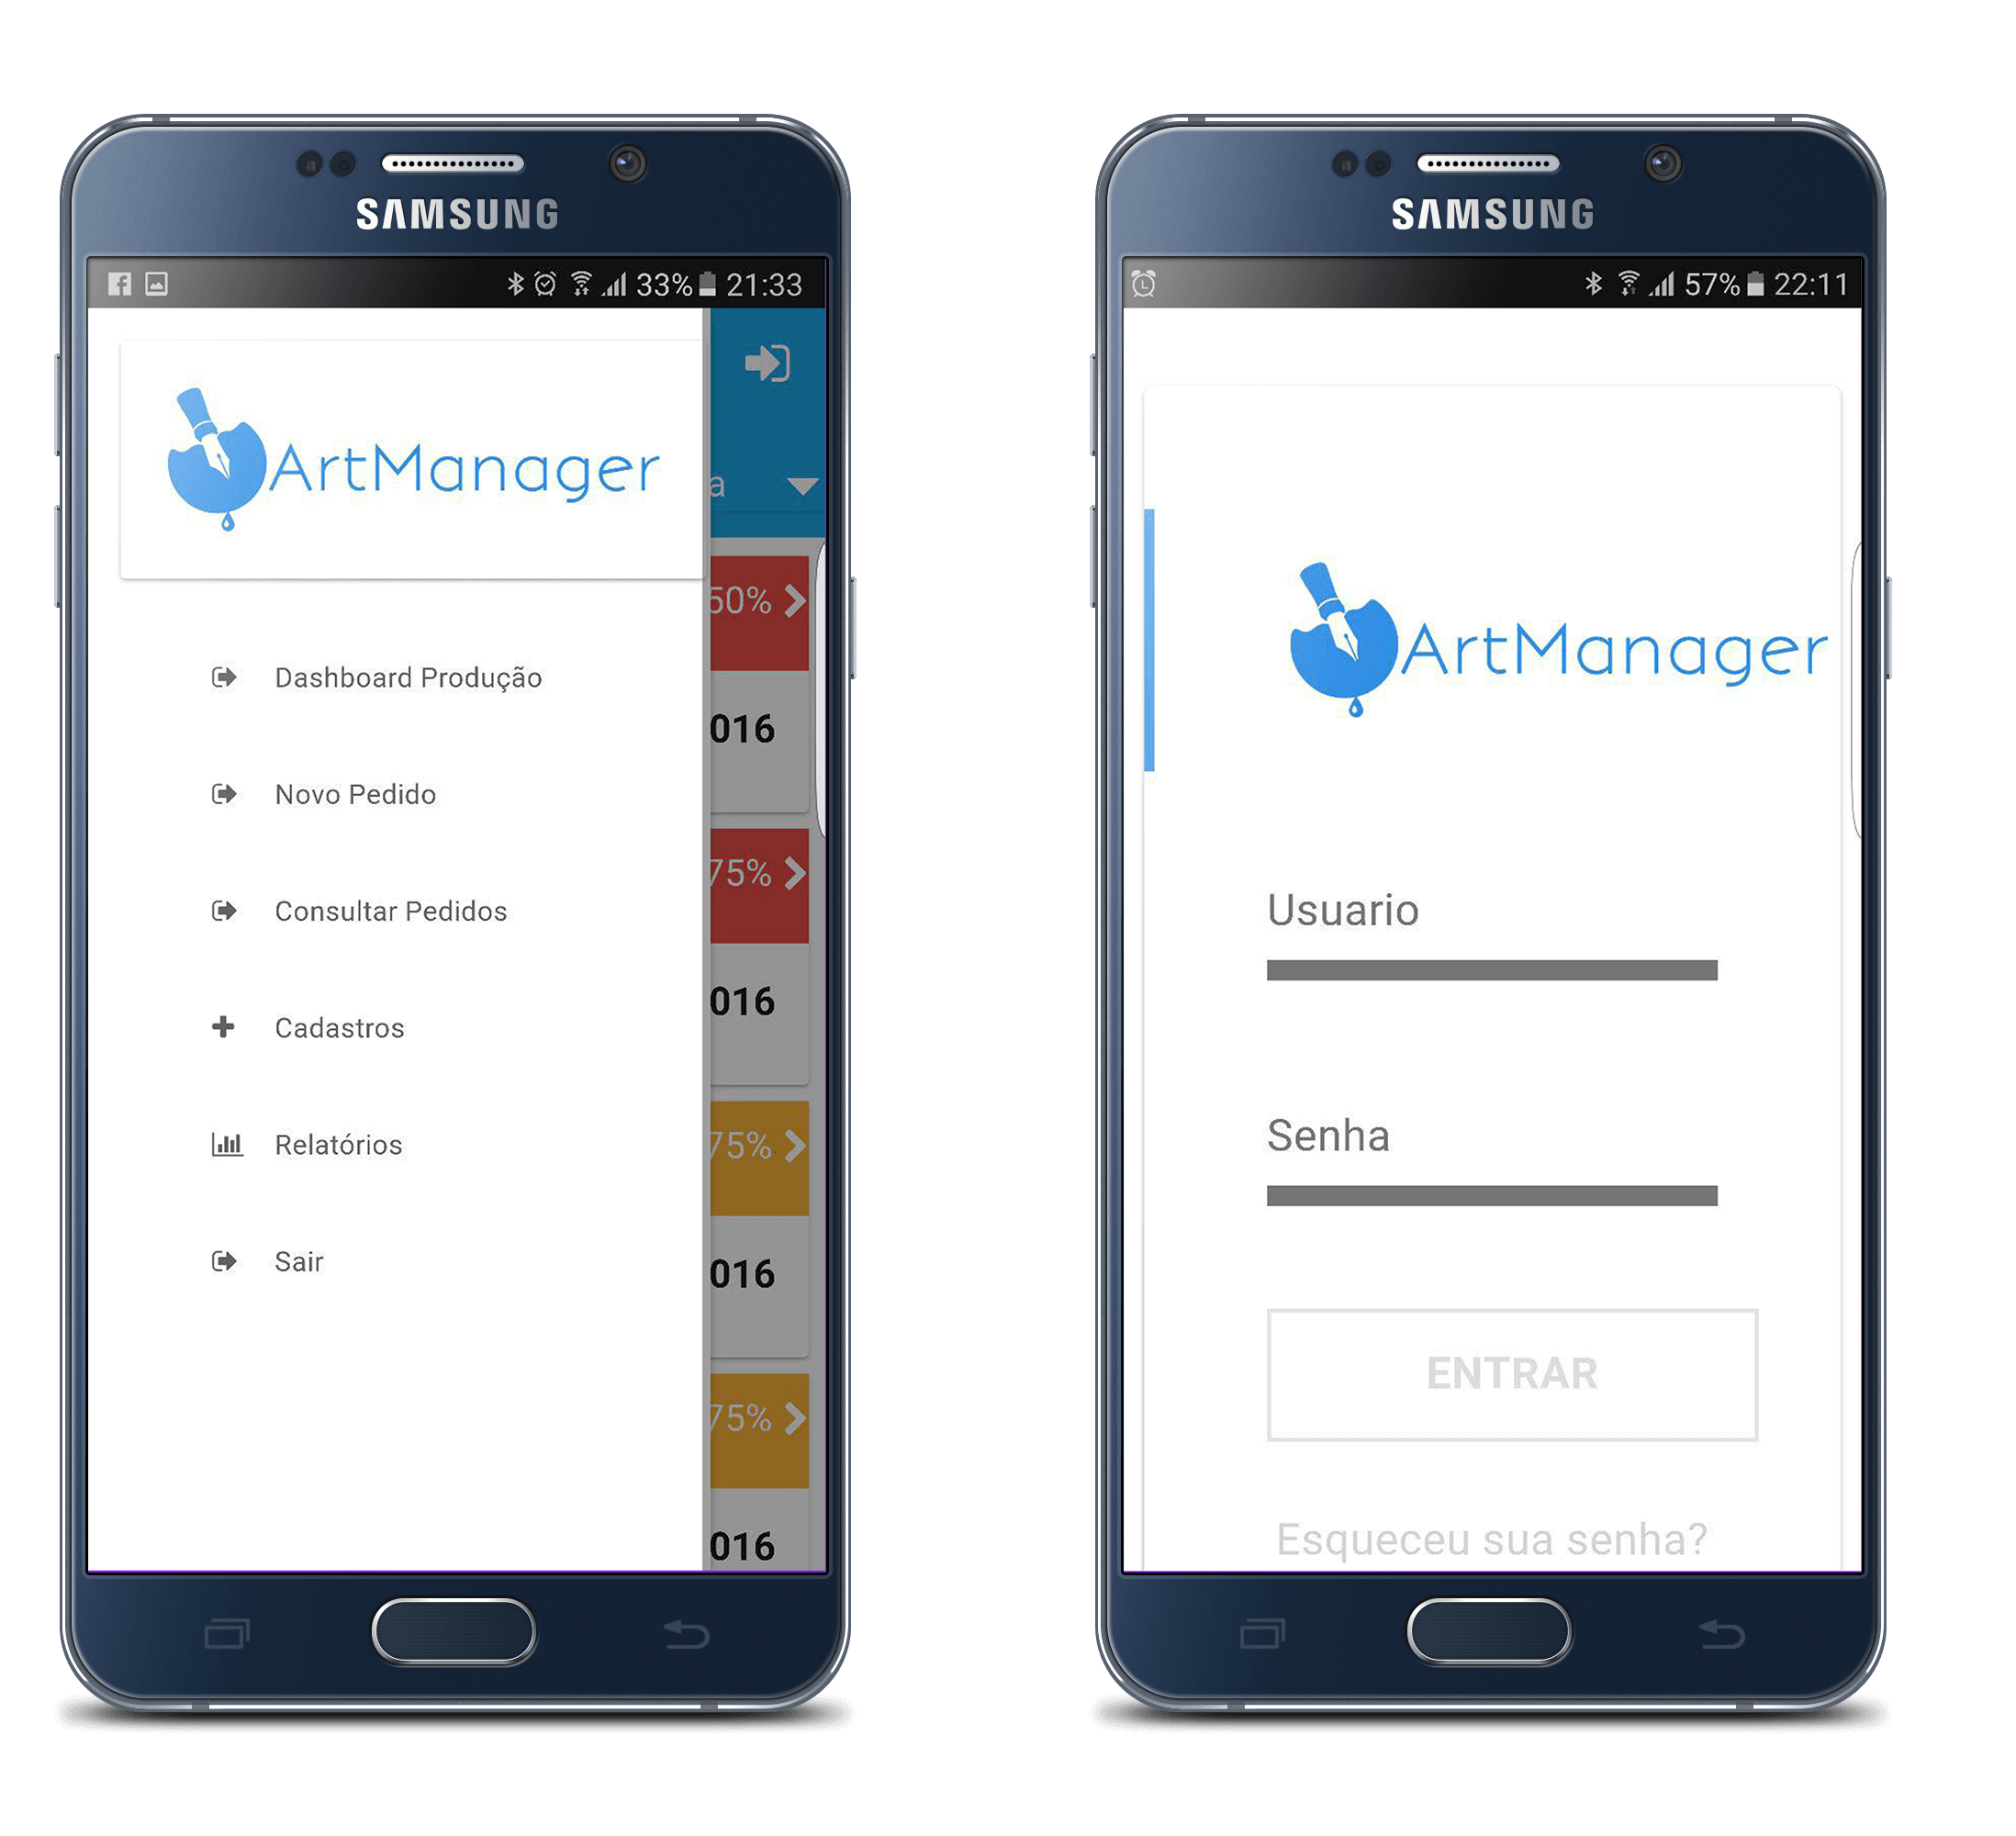 SAMSUNG
33% 21:33
ArtManager
a
50%
016
75%
016
75%
016
75%
016
Dashboard Produção
Novo Pedido
Consultar Pedidos
Cadastros
Relatórios
Sair
SAMSUNG
57% 22:11
ArtManager
Usuario
Senha
ENTRAR
Esqueceu sua senha?